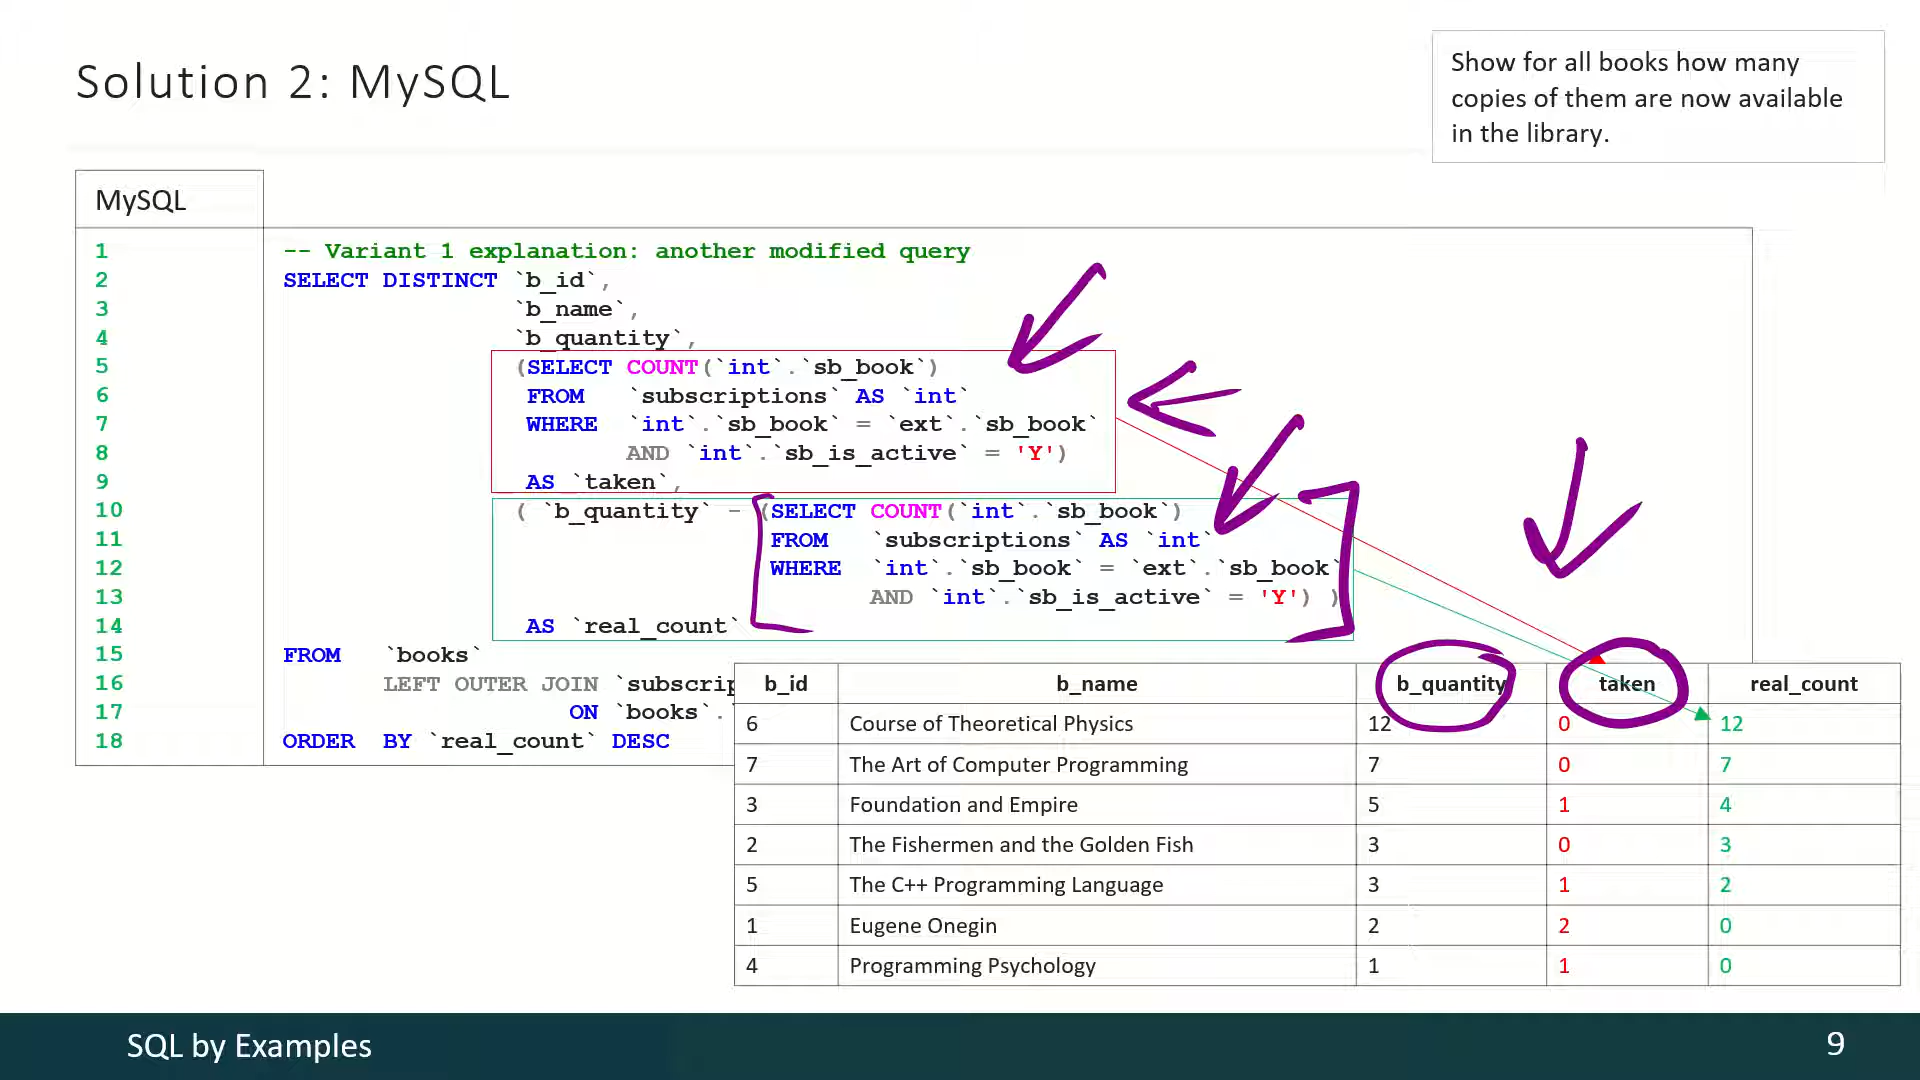 Solution 2: MySQL
Show for all books how many
copies of them are now available
in the library.
MySQL
1 -- Variant 1 explanation: another modified query
2 SELECT DISTINCT `b_id`,
3 `b_name`,
4 `b_quantity`,
5 (SELECT COUNT(`int`.`sb_book`)
6 FROM `subscriptions` AS `int`
7 WHERE `int`.`sb_book` = `ext`.`sb_book`
8 AND `int`.`sb_is_active` = 'Y')
9 AS `taken`,
10 ( `b_quantity` - (SELECT COUNT(`int`.`sb_book`)
11 FROM `subscriptions` AS `int`
12 WHERE `int`.`sb_book` = `ext`.`sb_book`
13 AND `int`.`sb_is_active` = 'Y') )
14 AS `real_count`
15 FROM `books`
16 LEFT OUTER JOIN `subscrip
17 ON `books`.`
18 ORDER BY `real_count` DESC
b_id b_name b_quantity taken real_count
6 Course of Theoretical Physics 12 0 12
7 The Art of Computer Programming 7 0 7
3 Foundation and Empire 5 1 4
2 The Fishermen and the Golden Fish 3 0 3
5 The C++ Programming Language 3 1 2
1 Eugene Onegin 2 2 0
4 Programming Psychology 1 1 0
SQL by Examples
9